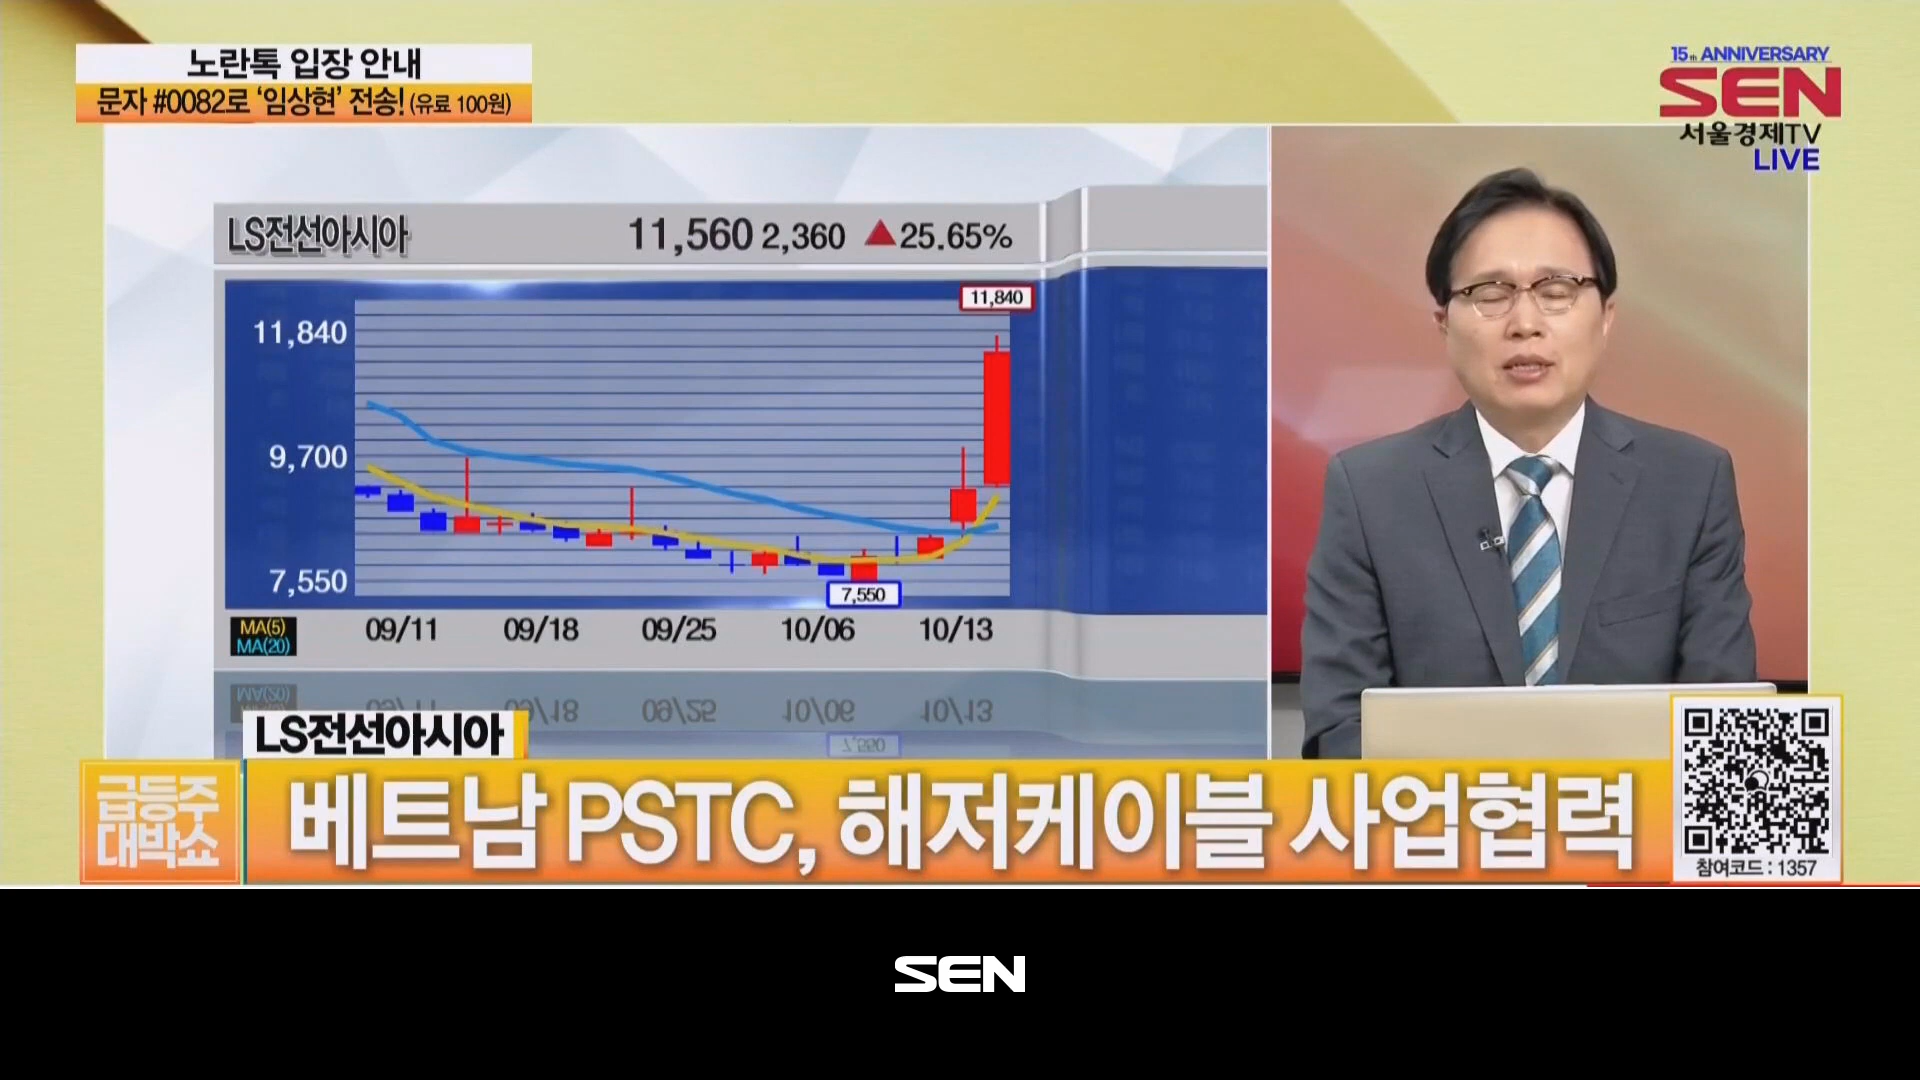 노란톡 입장 안내
문자 #0082로 '임상현' 전송! (유료 100원)
15th ANNIVERSARY
SEN
서울경제TV
LIVE
LS전선아시아 11,560 2,360 ▲25.65%
11,840
11,840
9,700
7,550
7,550
MA(5)
MA(20)
09/11 09/18 09/25 10/06 10/13
LS전선아시아
급등주
대박쇼
베트남 PSTC, 해저케이블 사업협력
참여코드 : 1357
SEN